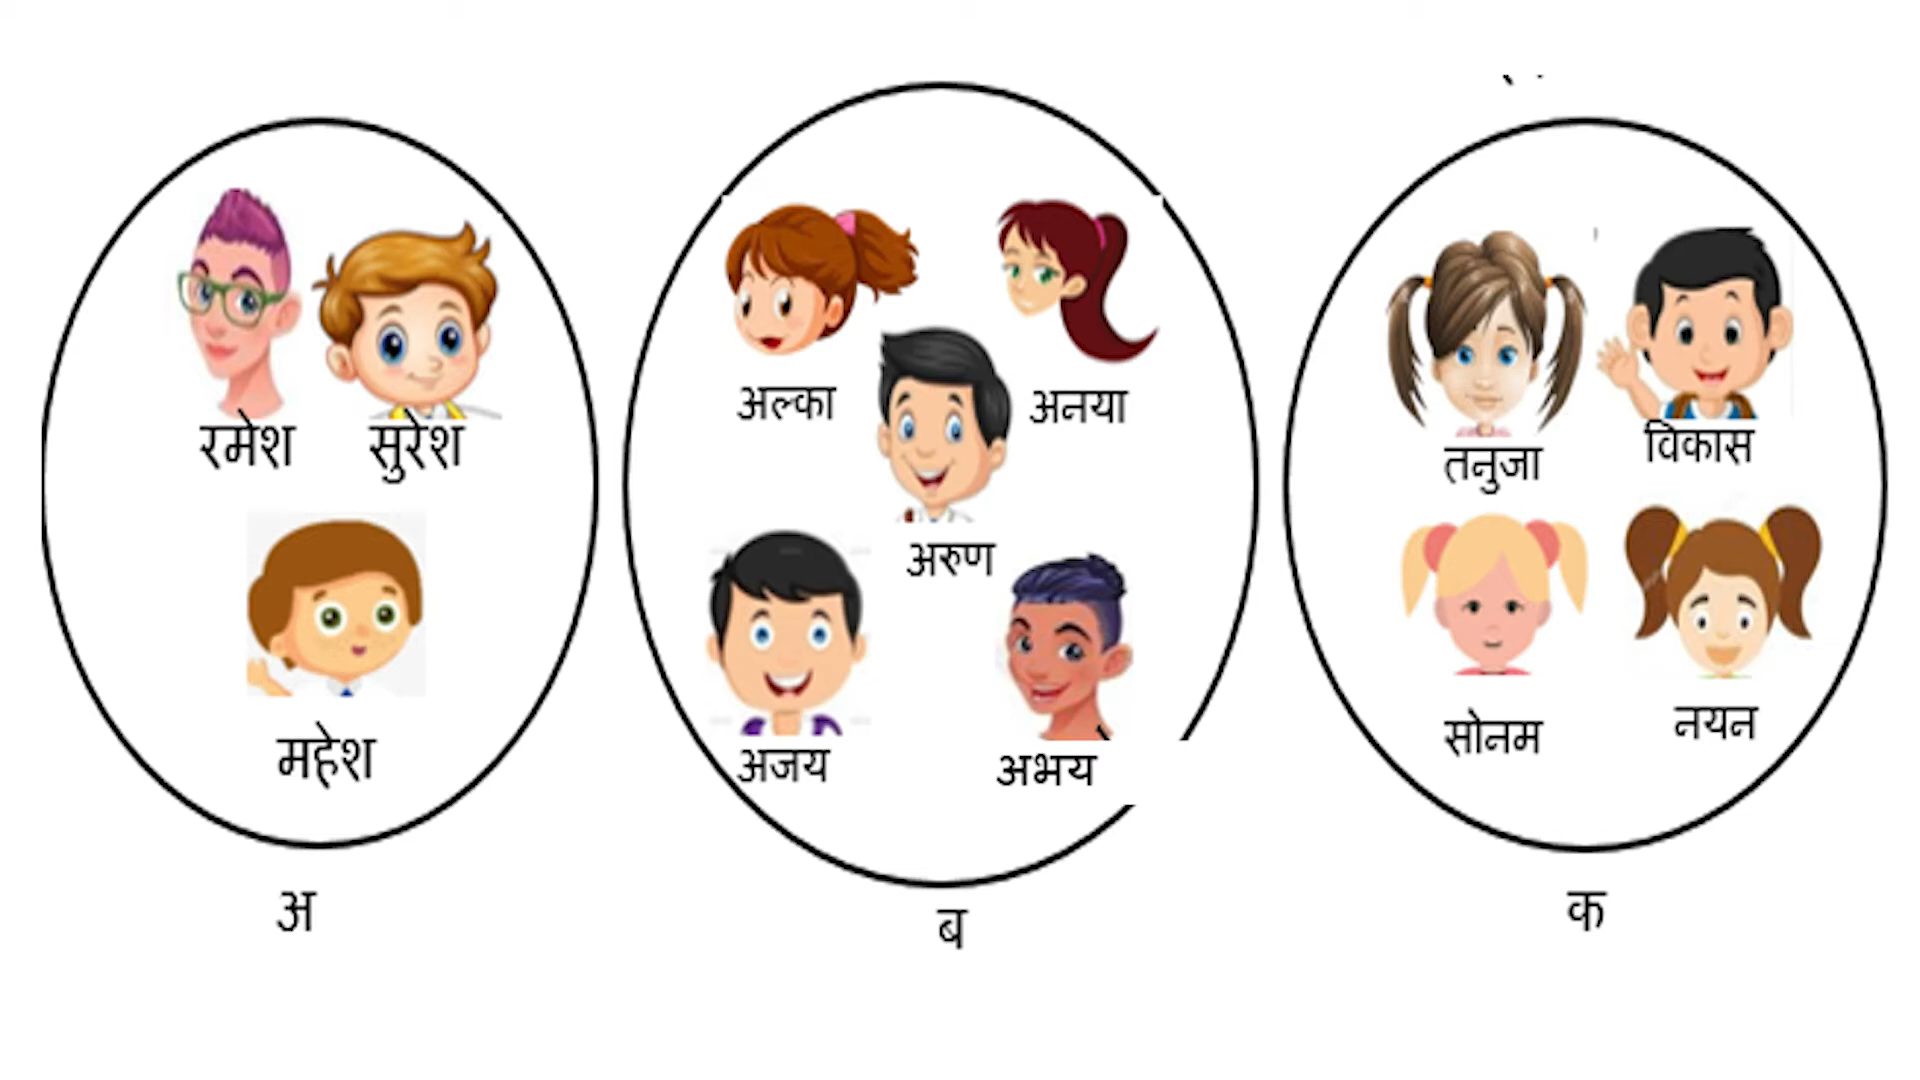 रमेश सुरेश
महेश
अ
अल्का अनया
अरुण
अजय अभय
ब
तनुजा विकास
सोनम नयन
क